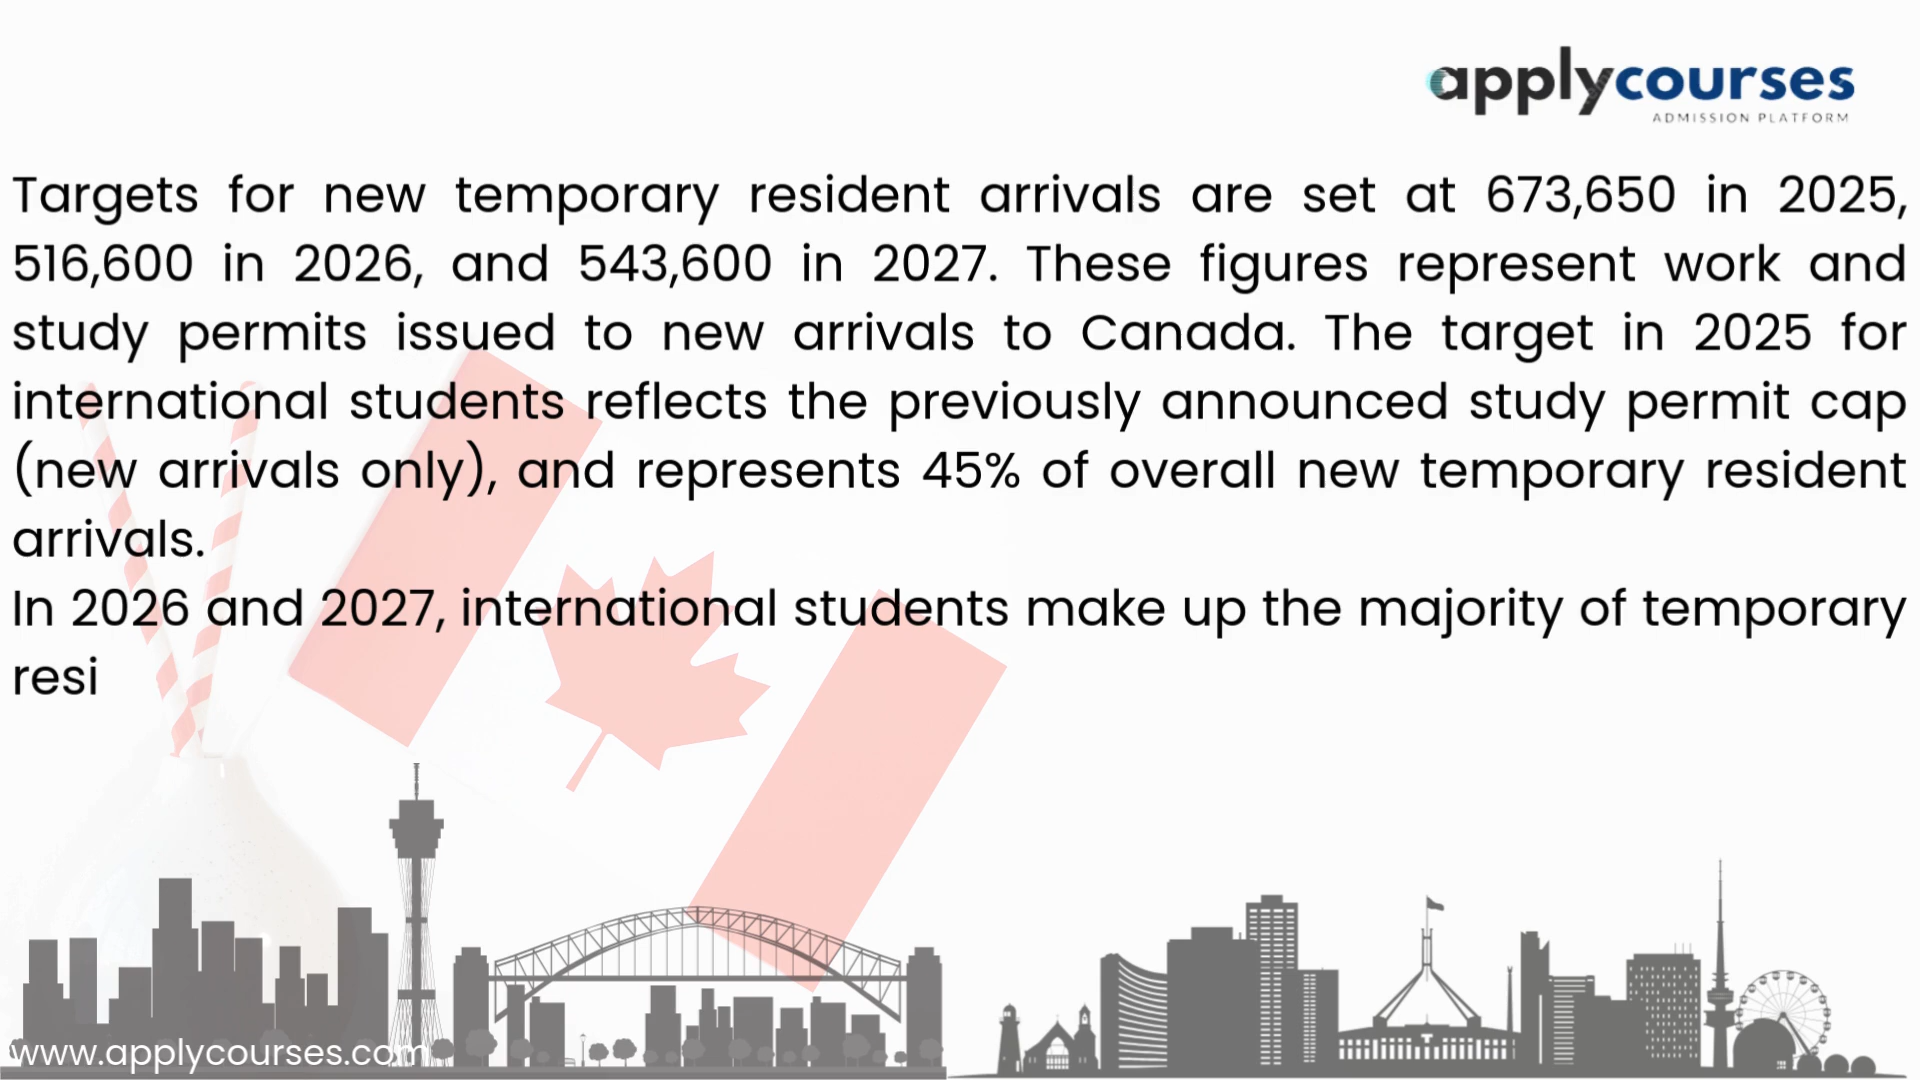 applycourses
ADMISSION PLATFORM
Targets for new temporary resident arrivals are set at 673,650 in 2025,
516,600 in 2026, and 543,600 in 2027. These figures represent work and
study permits issued to new arrivals to Canada. The target in 2025 for
international students reflects the previously announced study permit cap
(new arrivals only), and represents 45% of overall new temporary resident
arrivals.
In 2026 and 2027, international students make up the majority of temporary
resi
www.applycourses.com